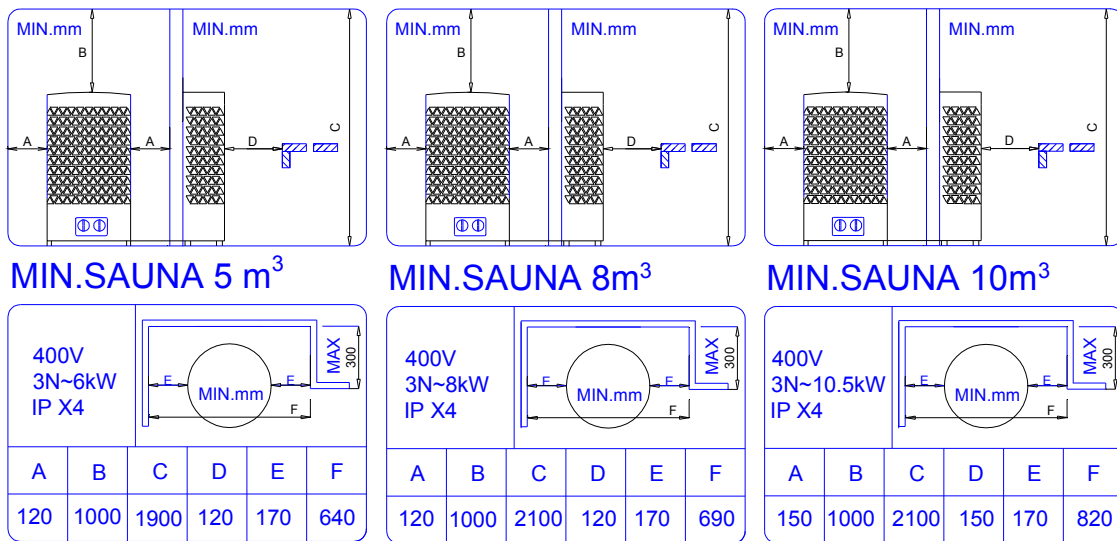 MIN.mm MIN.mm
B
A A D C
MIN.SAUNA 5 m³
400V
3N~6kW
IP X4
E E
MIN.mm
F
MAX
300
A B C D E F
120 1000 1900 120 170 640
MIN.mm MIN.mm
B
A A D C
MIN.SAUNA 8m³
400V
3N~8kW
IP X4
E E
MIN.mm
F
MAX
300
A B C D E F
120 1000 2100 120 170 690
MIN.mm MIN.mm
B
A A D C
MIN.SAUNA 10m³
400V
3N~10.5kW
IP X4
E E
MIN.mm
F
MAX
300
A B C D E F
150 1000 2100 150 170 820